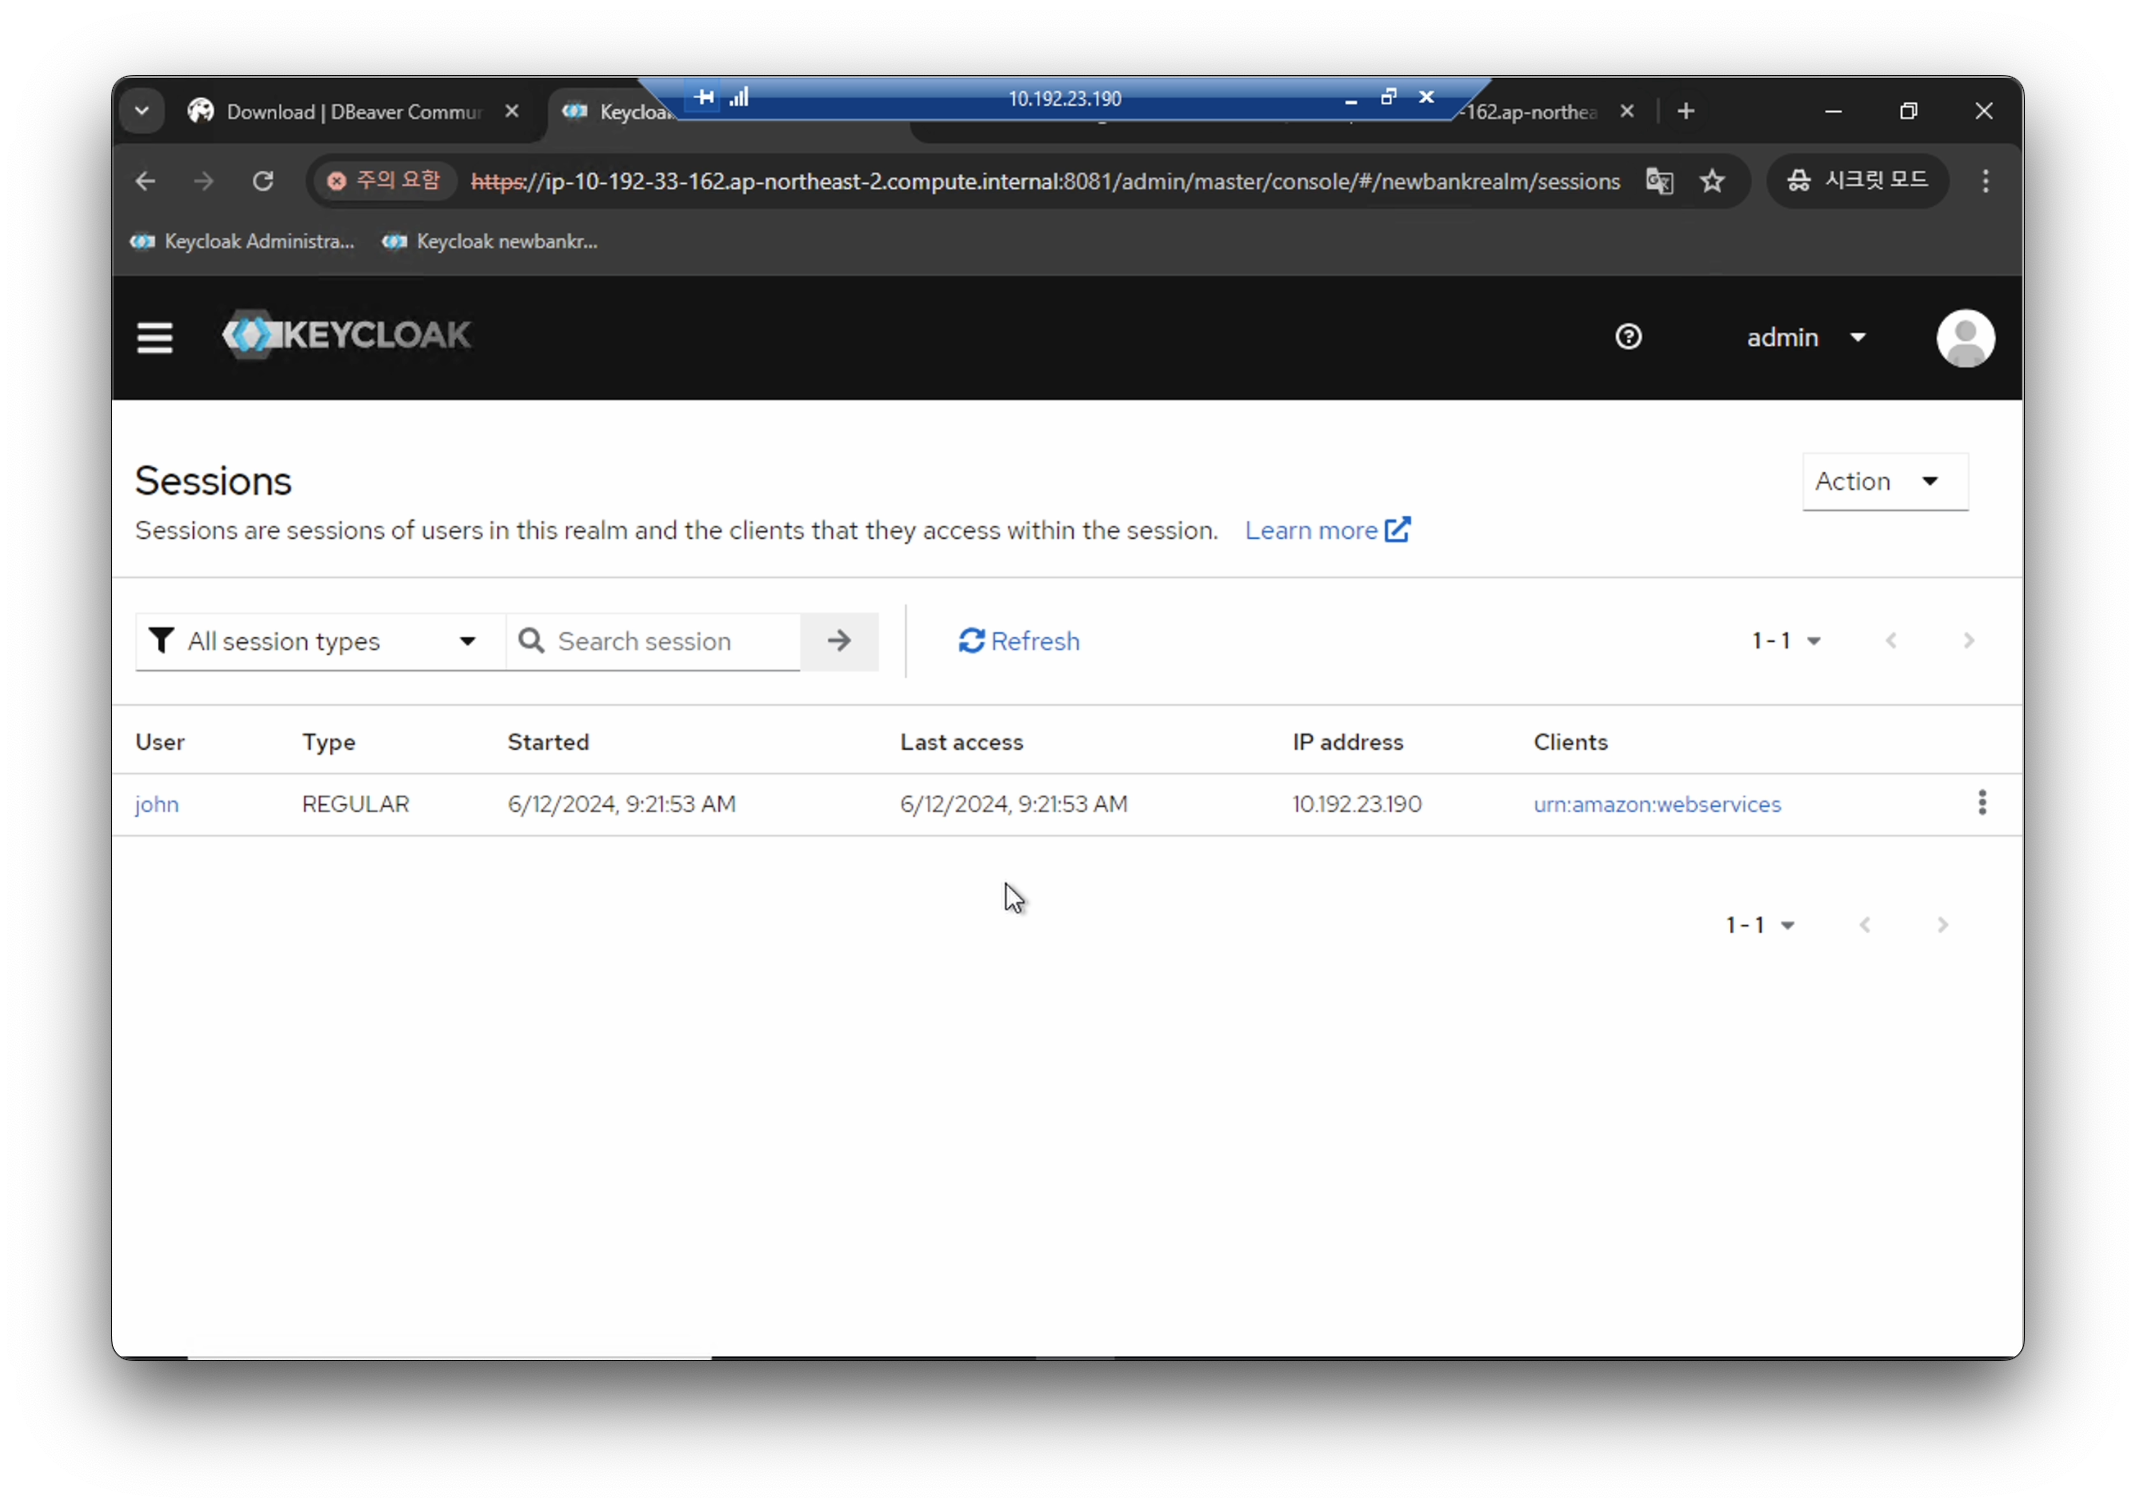 Download | DBeaver Commur
Keycloa
10.192.23.190
-162.ap-northea
주의 요함
https://ip-10-192-33-162.ap-northeast-2.compute.internal:8081/admin/master/console/#/newbankrealm/sessions
시크릿 모드
Keycloak Administra...
Keycloak newbankr...
KEYCLOAK
admin
Sessions
Action
Sessions are sessions of users in this realm and the clients that they access within the session. Learn more
All session types
Search session
Refresh
1 - 1
User Type Started Last access IP address Clients
john REGULAR 6/12/2024, 9:21:53 AM 6/12/2024, 9:21:53 AM 10.192.23.190 urn:amazon:webservices
1 - 1